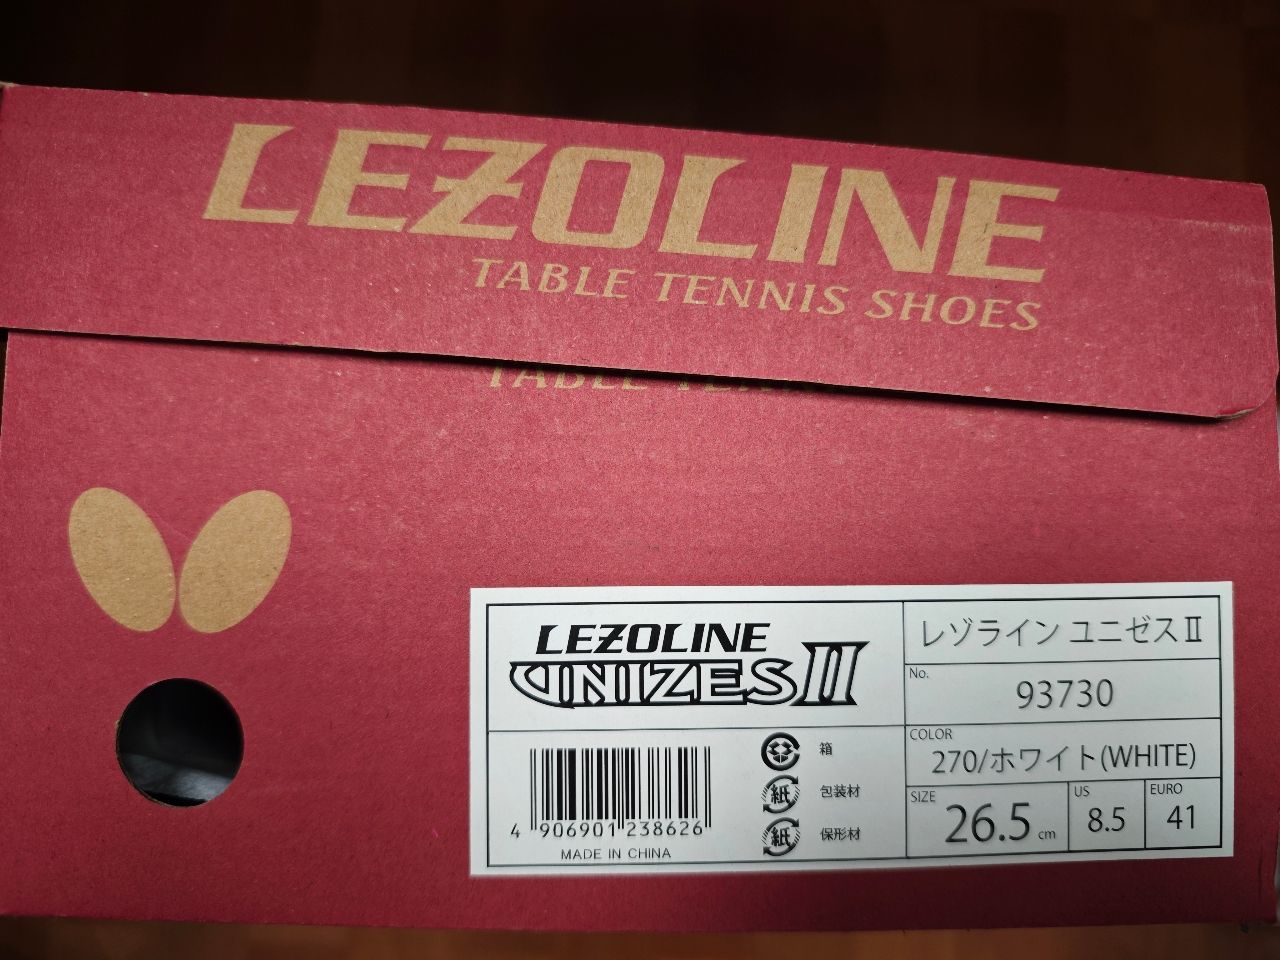 LEZOLINE
TABLE TENNIS SHOES
TABLE TENN
LEZOLINE
UNIZES II
レゾライン ユニゼスⅡ
No.
93730
COLOR
270/ホワイト(WHITE)
SIZE
26.5 cm
US
8.5
EURO
41
箱
紙 包装材
紙 保形材
4 906901 238626
MADE IN CHINA